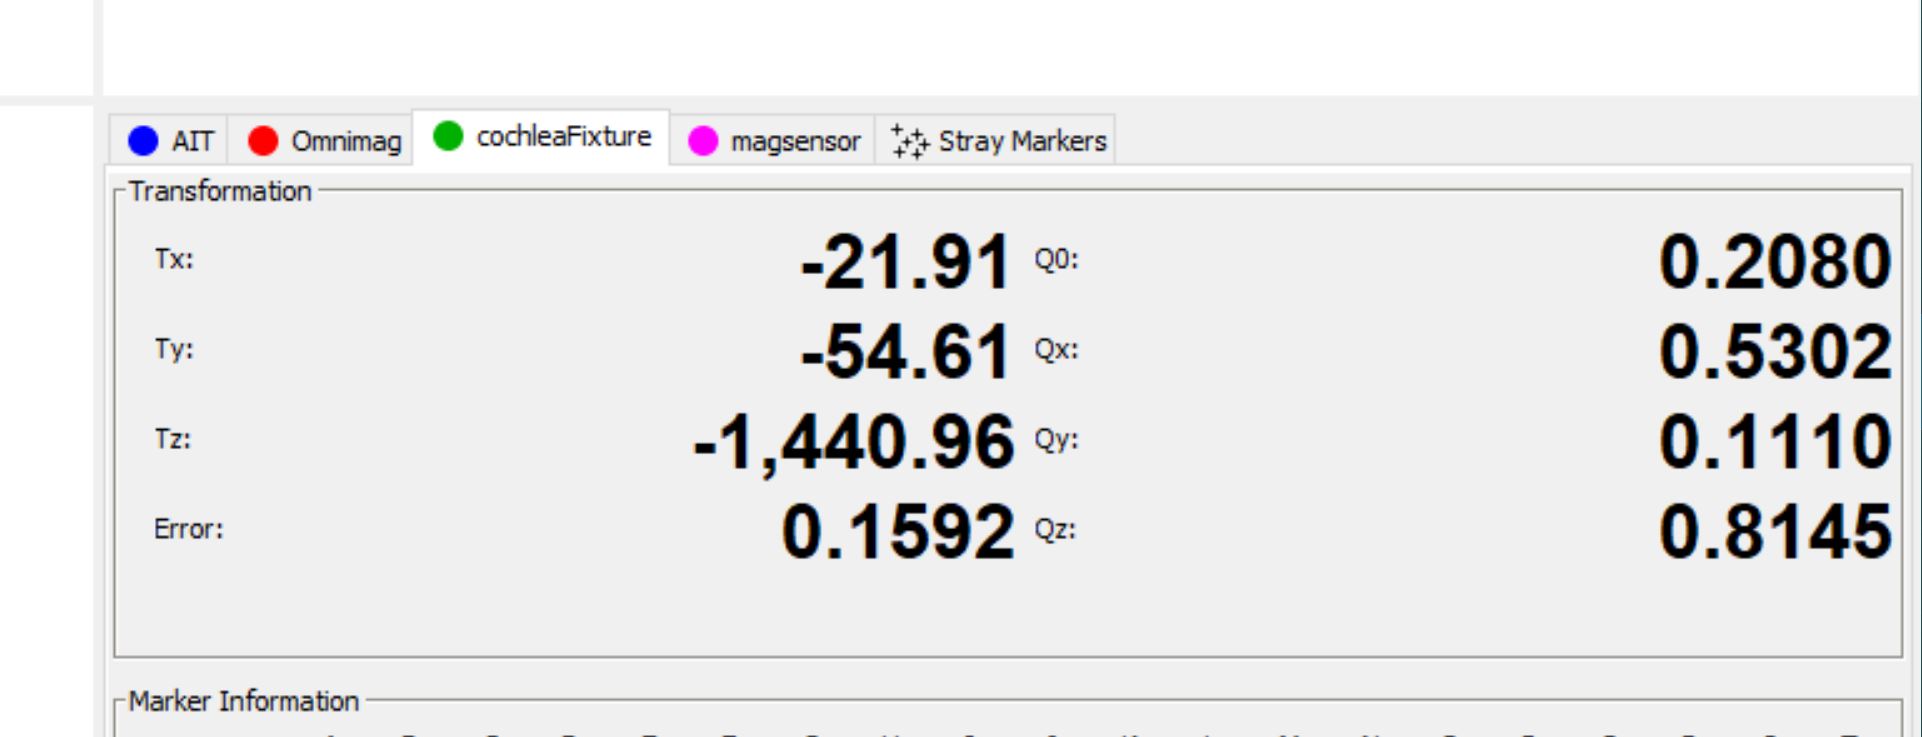 AIT Omnimag cochleaFixture magsensor Stray Markers
Transformation
Tx: -21.91 Q0: 0.2080
Ty: -54.61 Qx: 0.5302
Tz: -1,440.96 Qy: 0.1110
Error: 0.1592 Qz: 0.8145
Marker Information